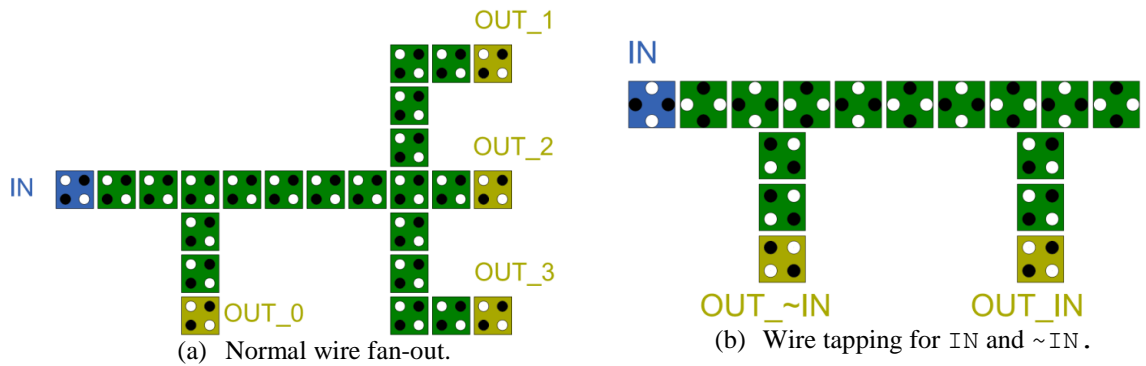 OUT_1
OUT_2
IN
OUT_3
OUT_0
(a) Normal wire fan-out.
IN
OUT_~IN
OUT_IN
(b) Wire tapping for IN and ~IN.